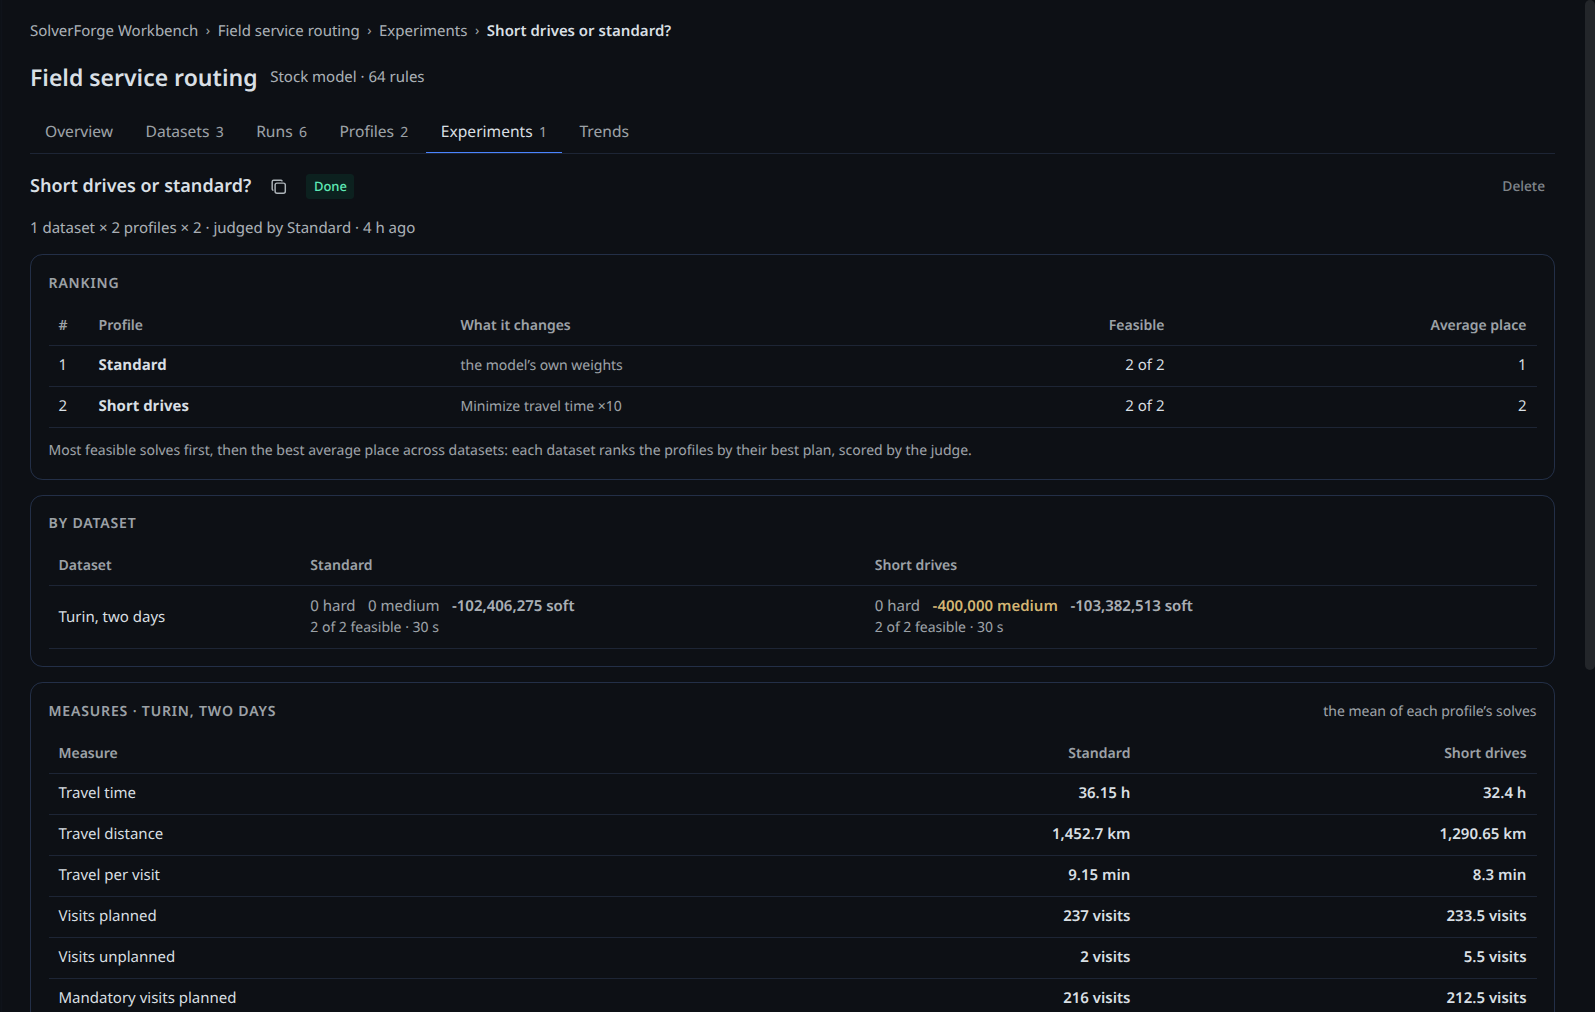 SolverForge Workbench › Field service routing › Experiments › Short drives or standard?
Field service routing Stock model · 64 rules
Overview Datasets 3 Runs 6 Profiles 2 Experiments 1 Trends
Short drives or standard? Done Delete
1 dataset × 2 profiles × 2 · judged by Standard · 4 h ago
RANKING
# Profile What it changes Feasible Average place
1 Standard the model’s own weights 2 of 2 1
2 Short drives Minimize travel time ×10 2 of 2 2
Most feasible solves first, then the best average place across datasets: each dataset ranks the profiles by their best plan, scored by the judge.
BY DATASET
Dataset Standard Short drives
Turin, two days 0 hard 0 medium -102,406,275 soft 0 hard -400,000 medium -103,382,513 soft
2 of 2 feasible · 30 s 2 of 2 feasible · 30 s
MEASURES · TURIN, TWO DAYS the mean of each profile’s solves
Measure Standard Short drives
Travel time 36.15 h 32.4 h
Travel distance 1,452.7 km 1,290.65 km
Travel per visit 9.15 min 8.3 min
Visits planned 237 visits 233.5 visits
Visits unplanned 2 visits 5.5 visits
Mandatory visits planned 216 visits 212.5 visits